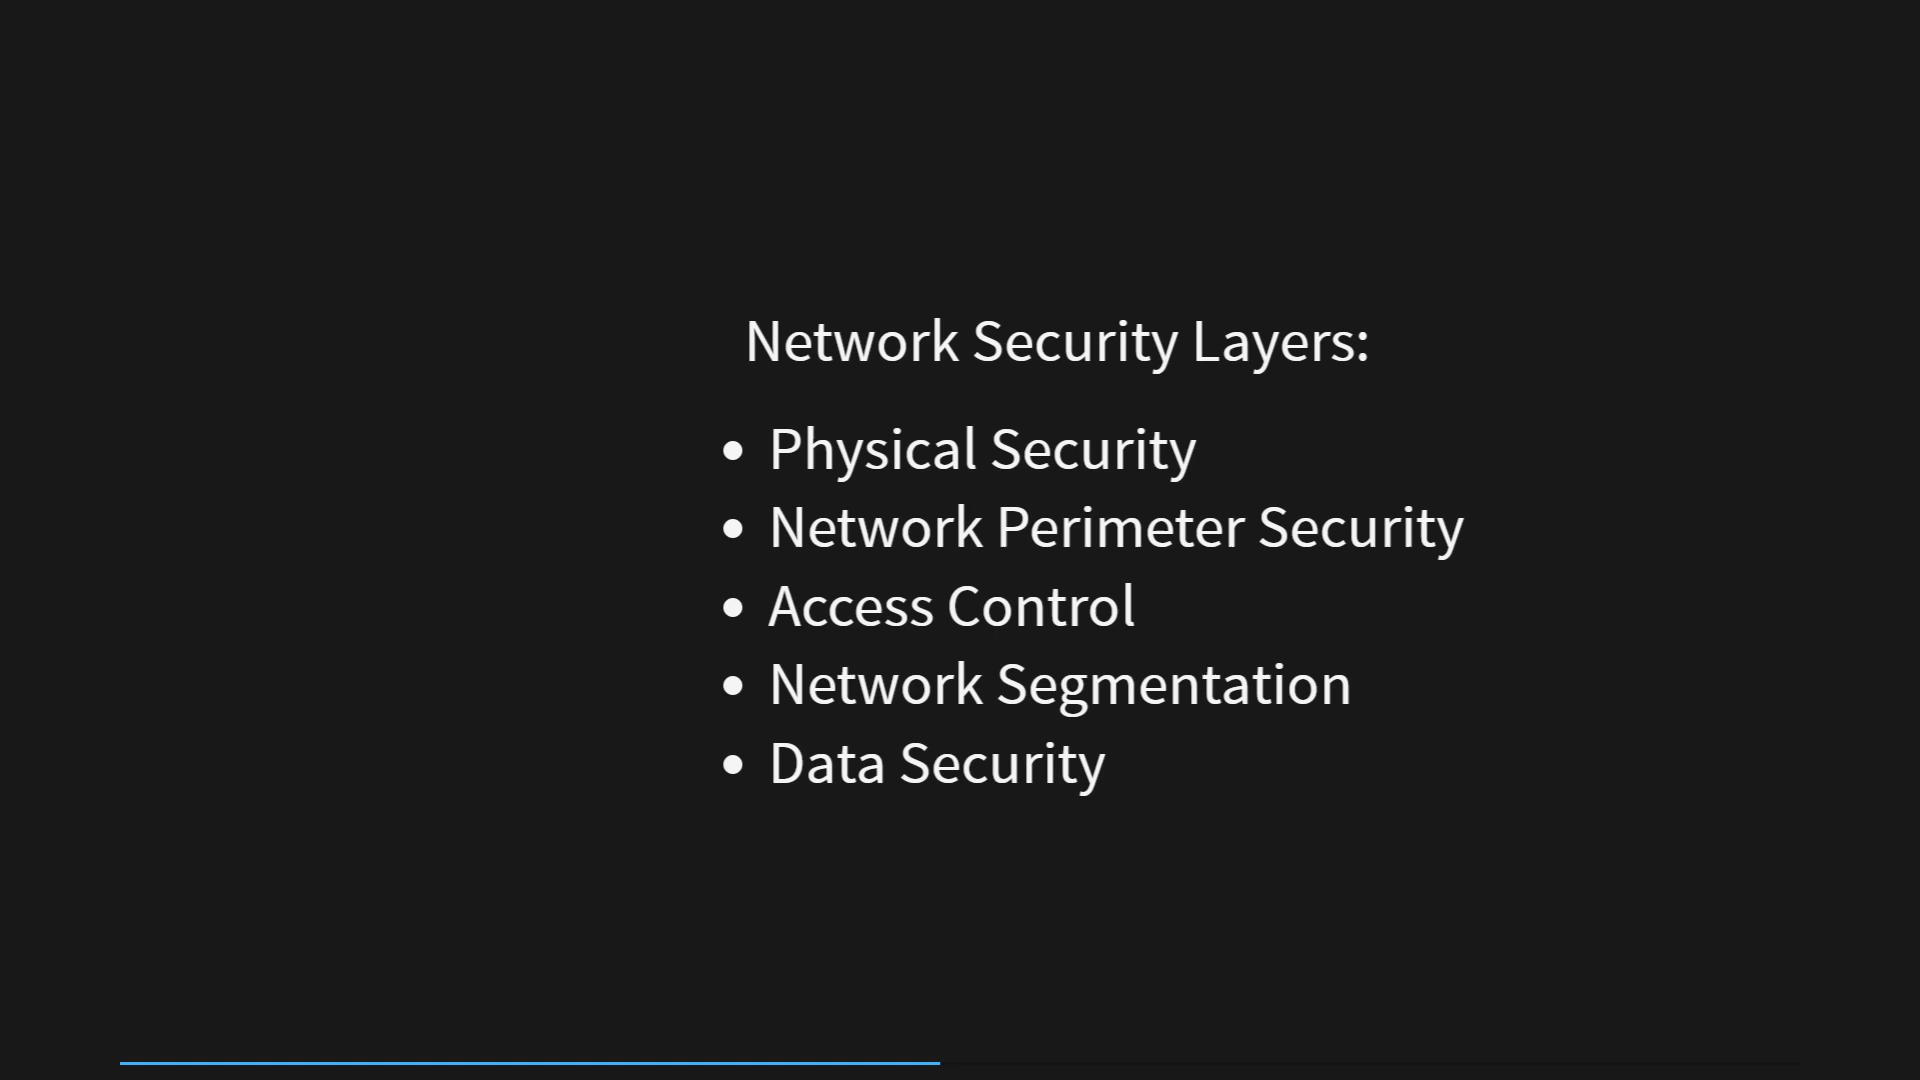 Network Security Layers:
• Physical Security
• Network Perimeter Security
• Access Control
• Network Segmentation
• Data Security